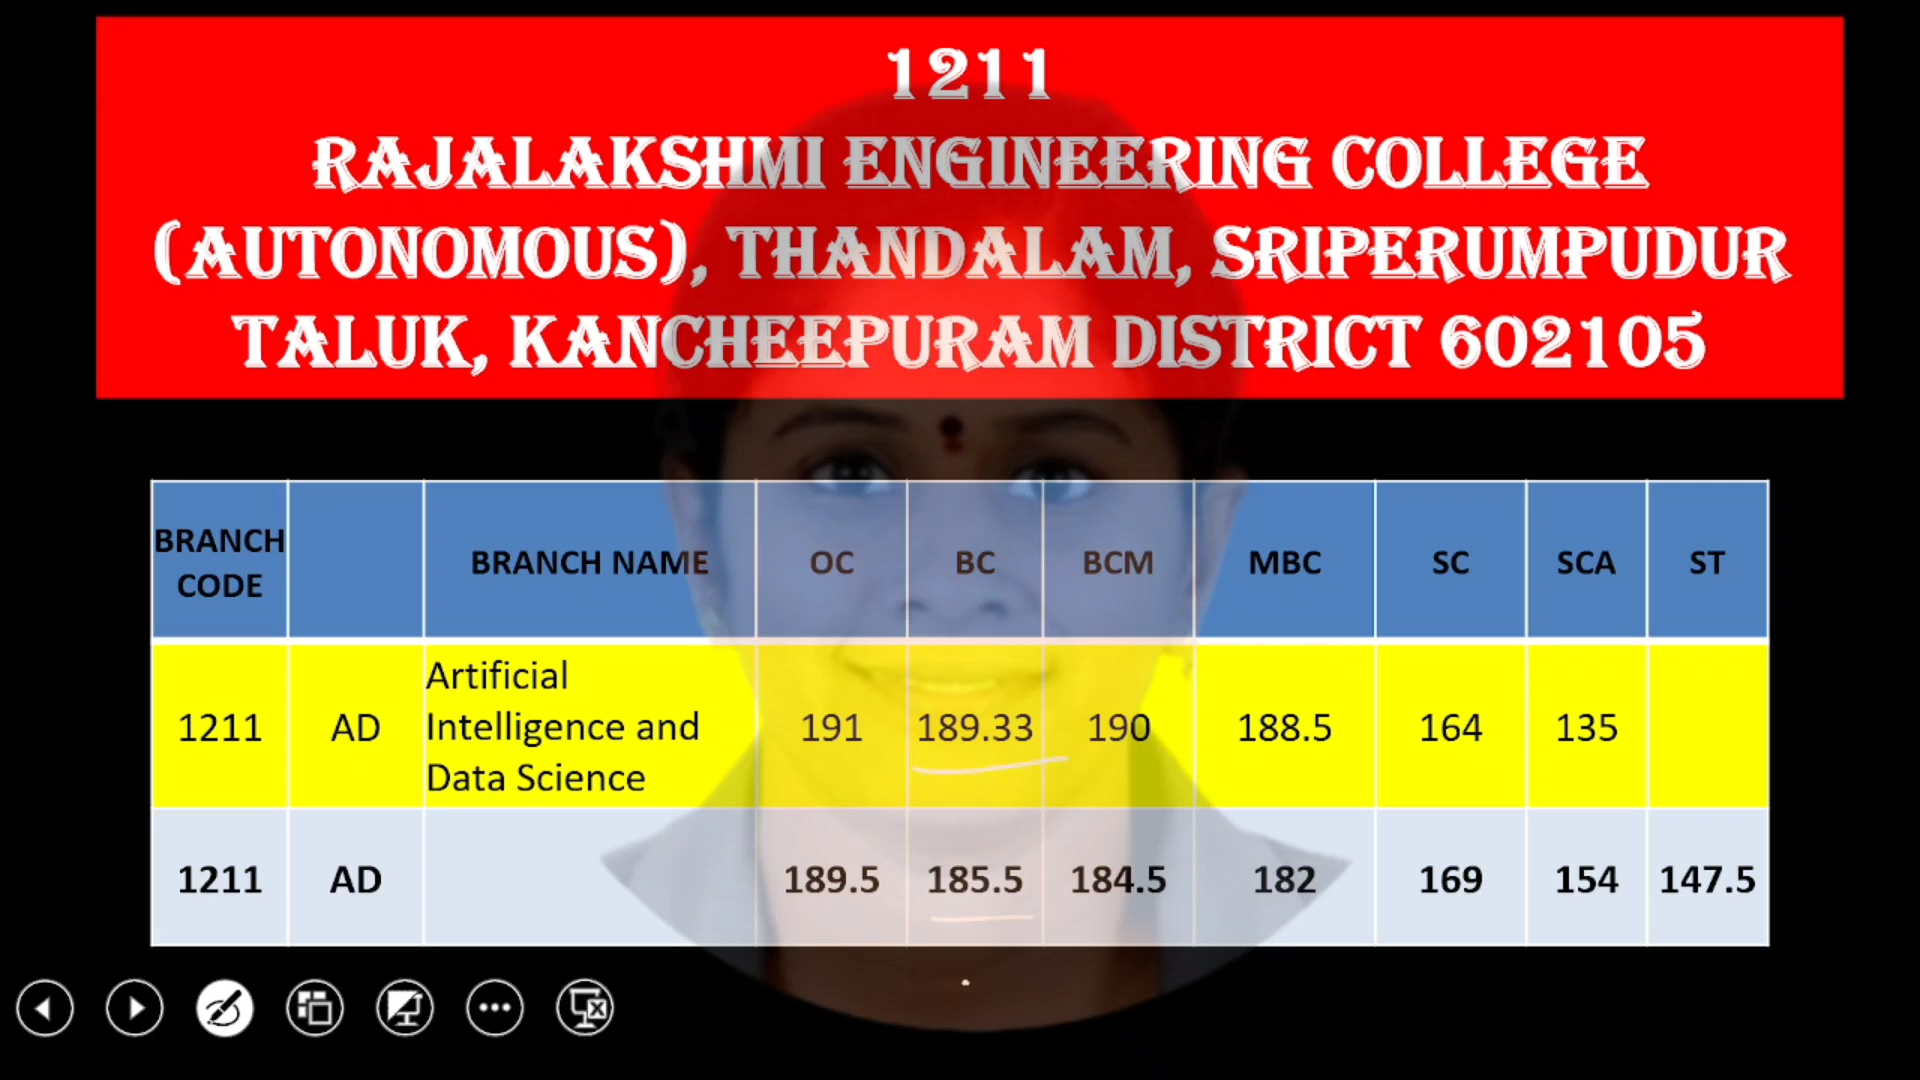 1211
RAJALAKSHMI ENGINEERING COLLEGE
(AUTONOMOUS), THANDALAM, SRIPERUMPUDUR
TALUK, KANCHEEPURAM DISTRICT 602105
BRANCH CODE BRANCH NAME OC BC BCM MBC SC SCA ST
1211 AD Artificial Intelligence and Data Science 191 189.33 190 188.5 164 135
1211 AD 189.5 185.5 184.5 182 169 154 147.5